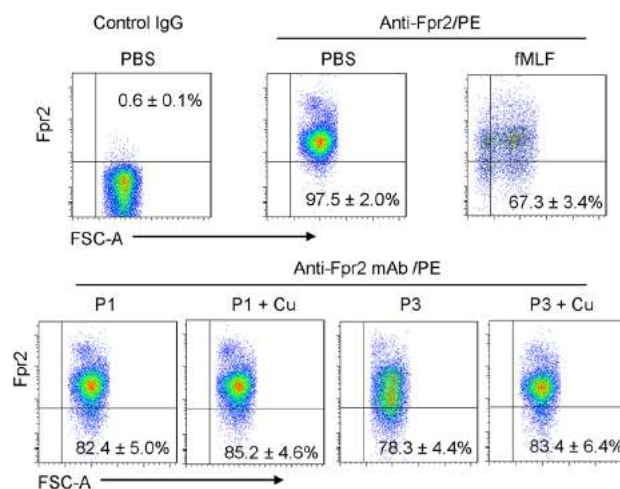 Control IgG
Anti-Fpr2/PE
PBS
PBS
fMLF
Fpr2
0.6 ± 0.1%
97.5 ± 2.0%
67.3 ± 3.4%
FSC-A
Anti-Fpr2 mAb /PE
P1
P1 + Cu
P3
P3 + Cu
Fpr2
82.4 ± 5.0%
85.2 ± 4.6%
78.3 ± 4.4%
83.4 ± 6.4%
FSC-A